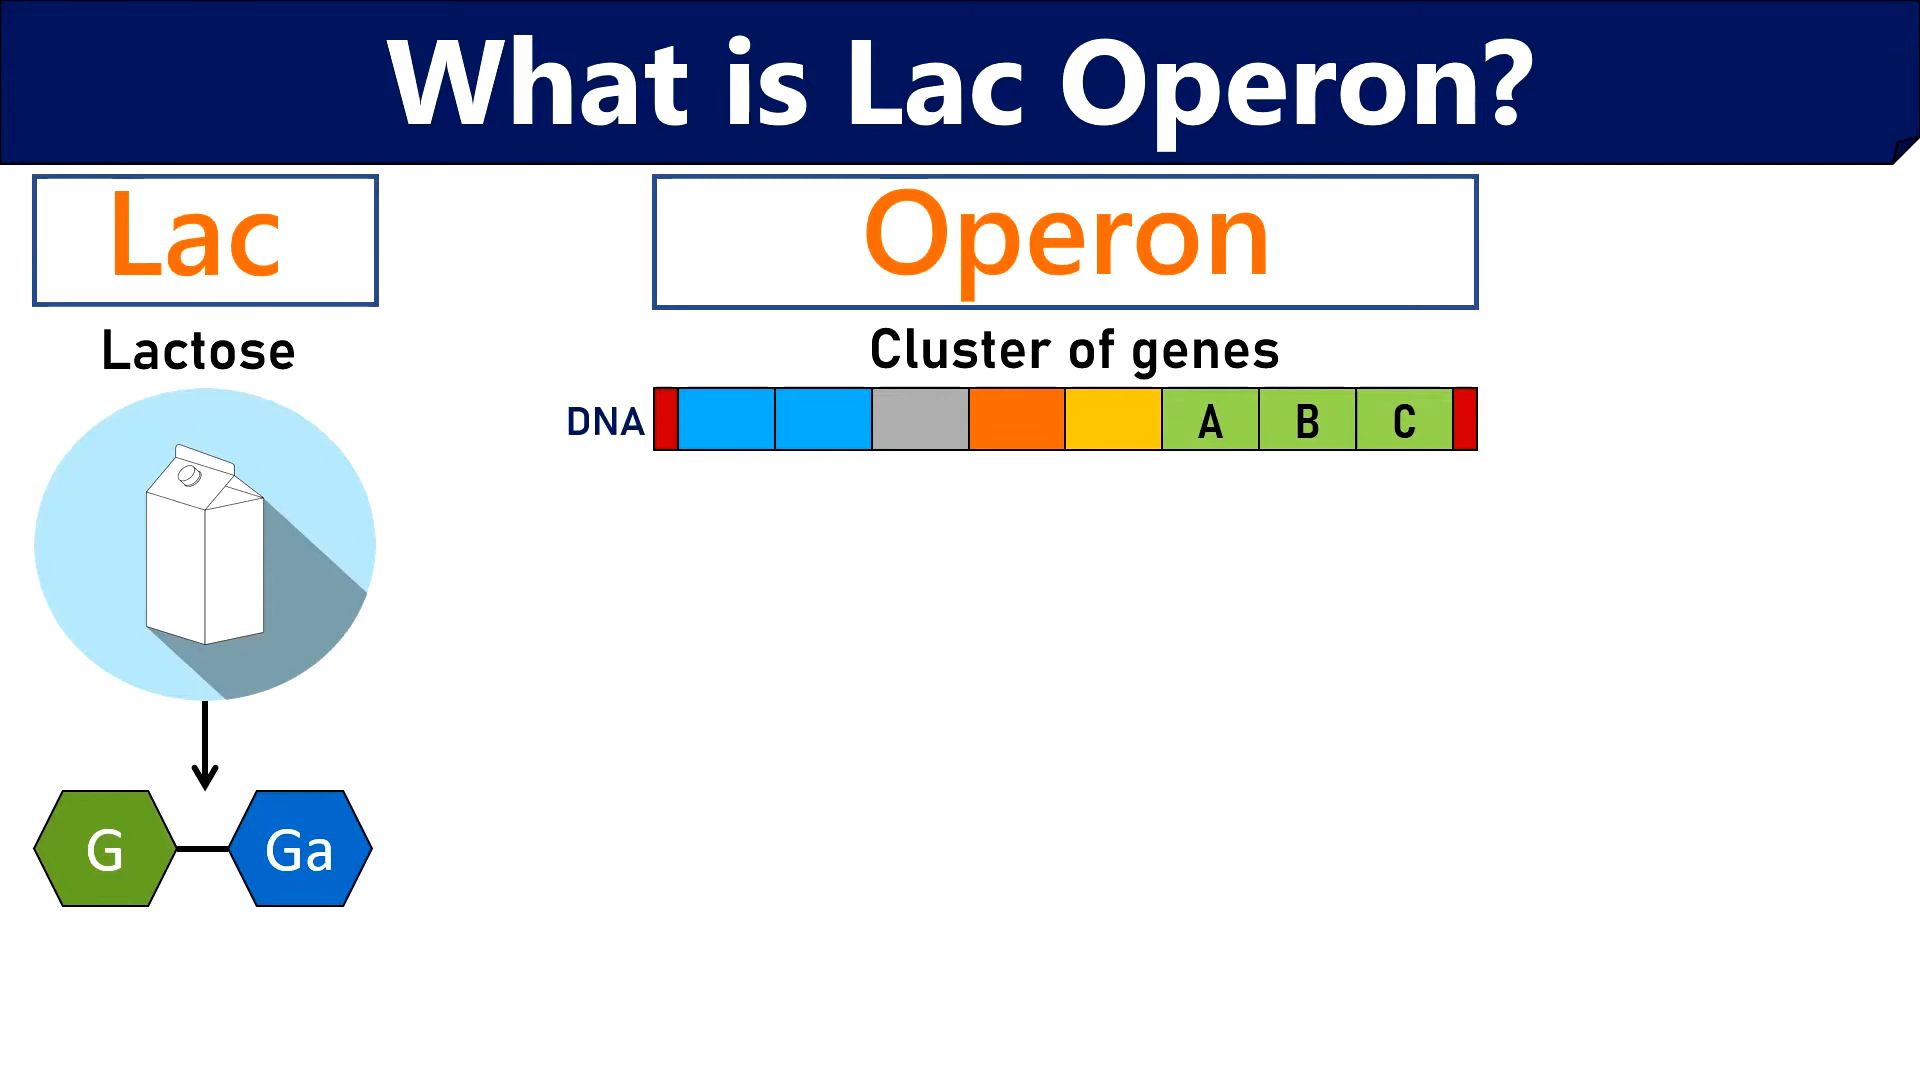 What is Lac Operon?
Lac
Lactose
G Ga
Operon
Cluster of genes
DNA A B C